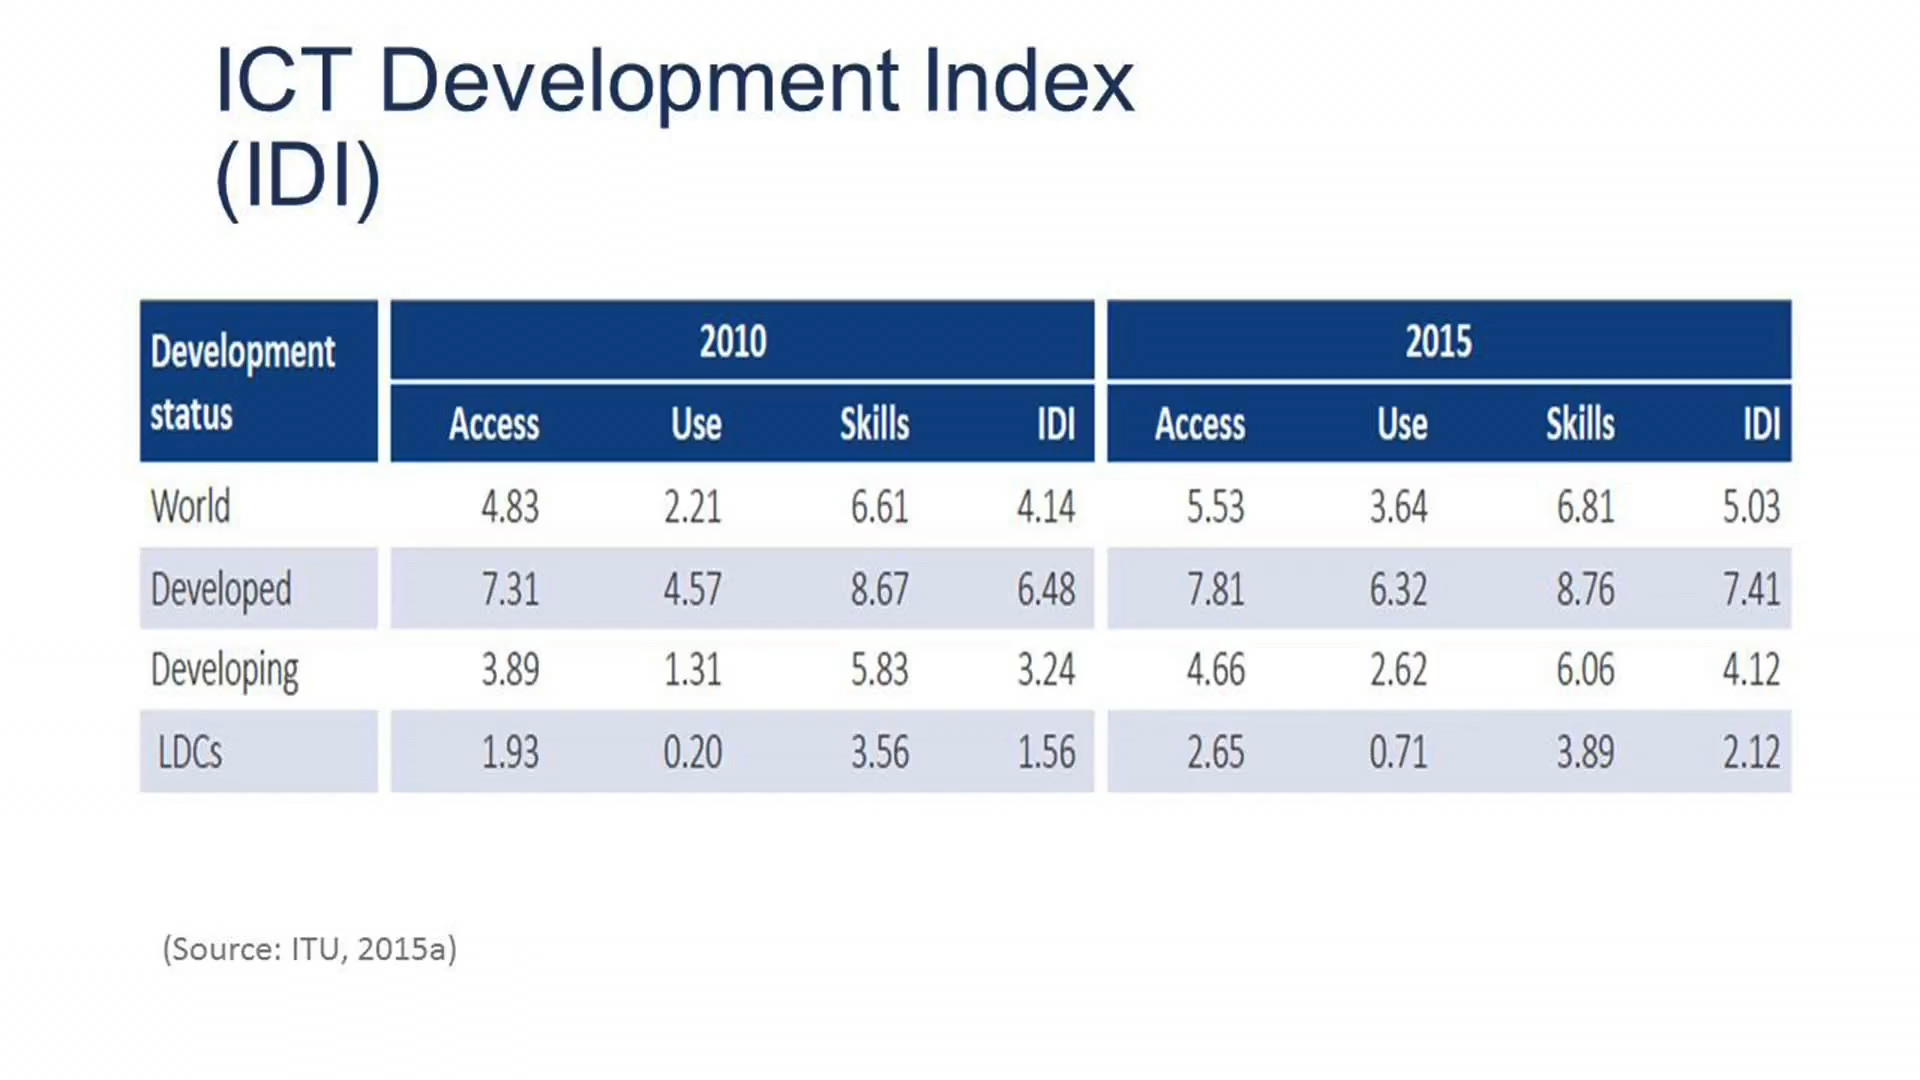 ICT Development Index
(IDI)
Development status 2010 2015
Access Use Skills IDI Access Use Skills IDI
World 4.83 2.21 6.61 4.14 5.53 3.64 6.81 5.03
Developed 7.31 4.57 8.67 6.48 7.81 6.32 8.76 7.41
Developing 3.89 1.31 5.83 3.24 4.66 2.62 6.06 4.12
LDCs 1.93 0.20 3.56 1.56 2.65 0.71 3.89 2.12
(Source: ITU, 2015a)